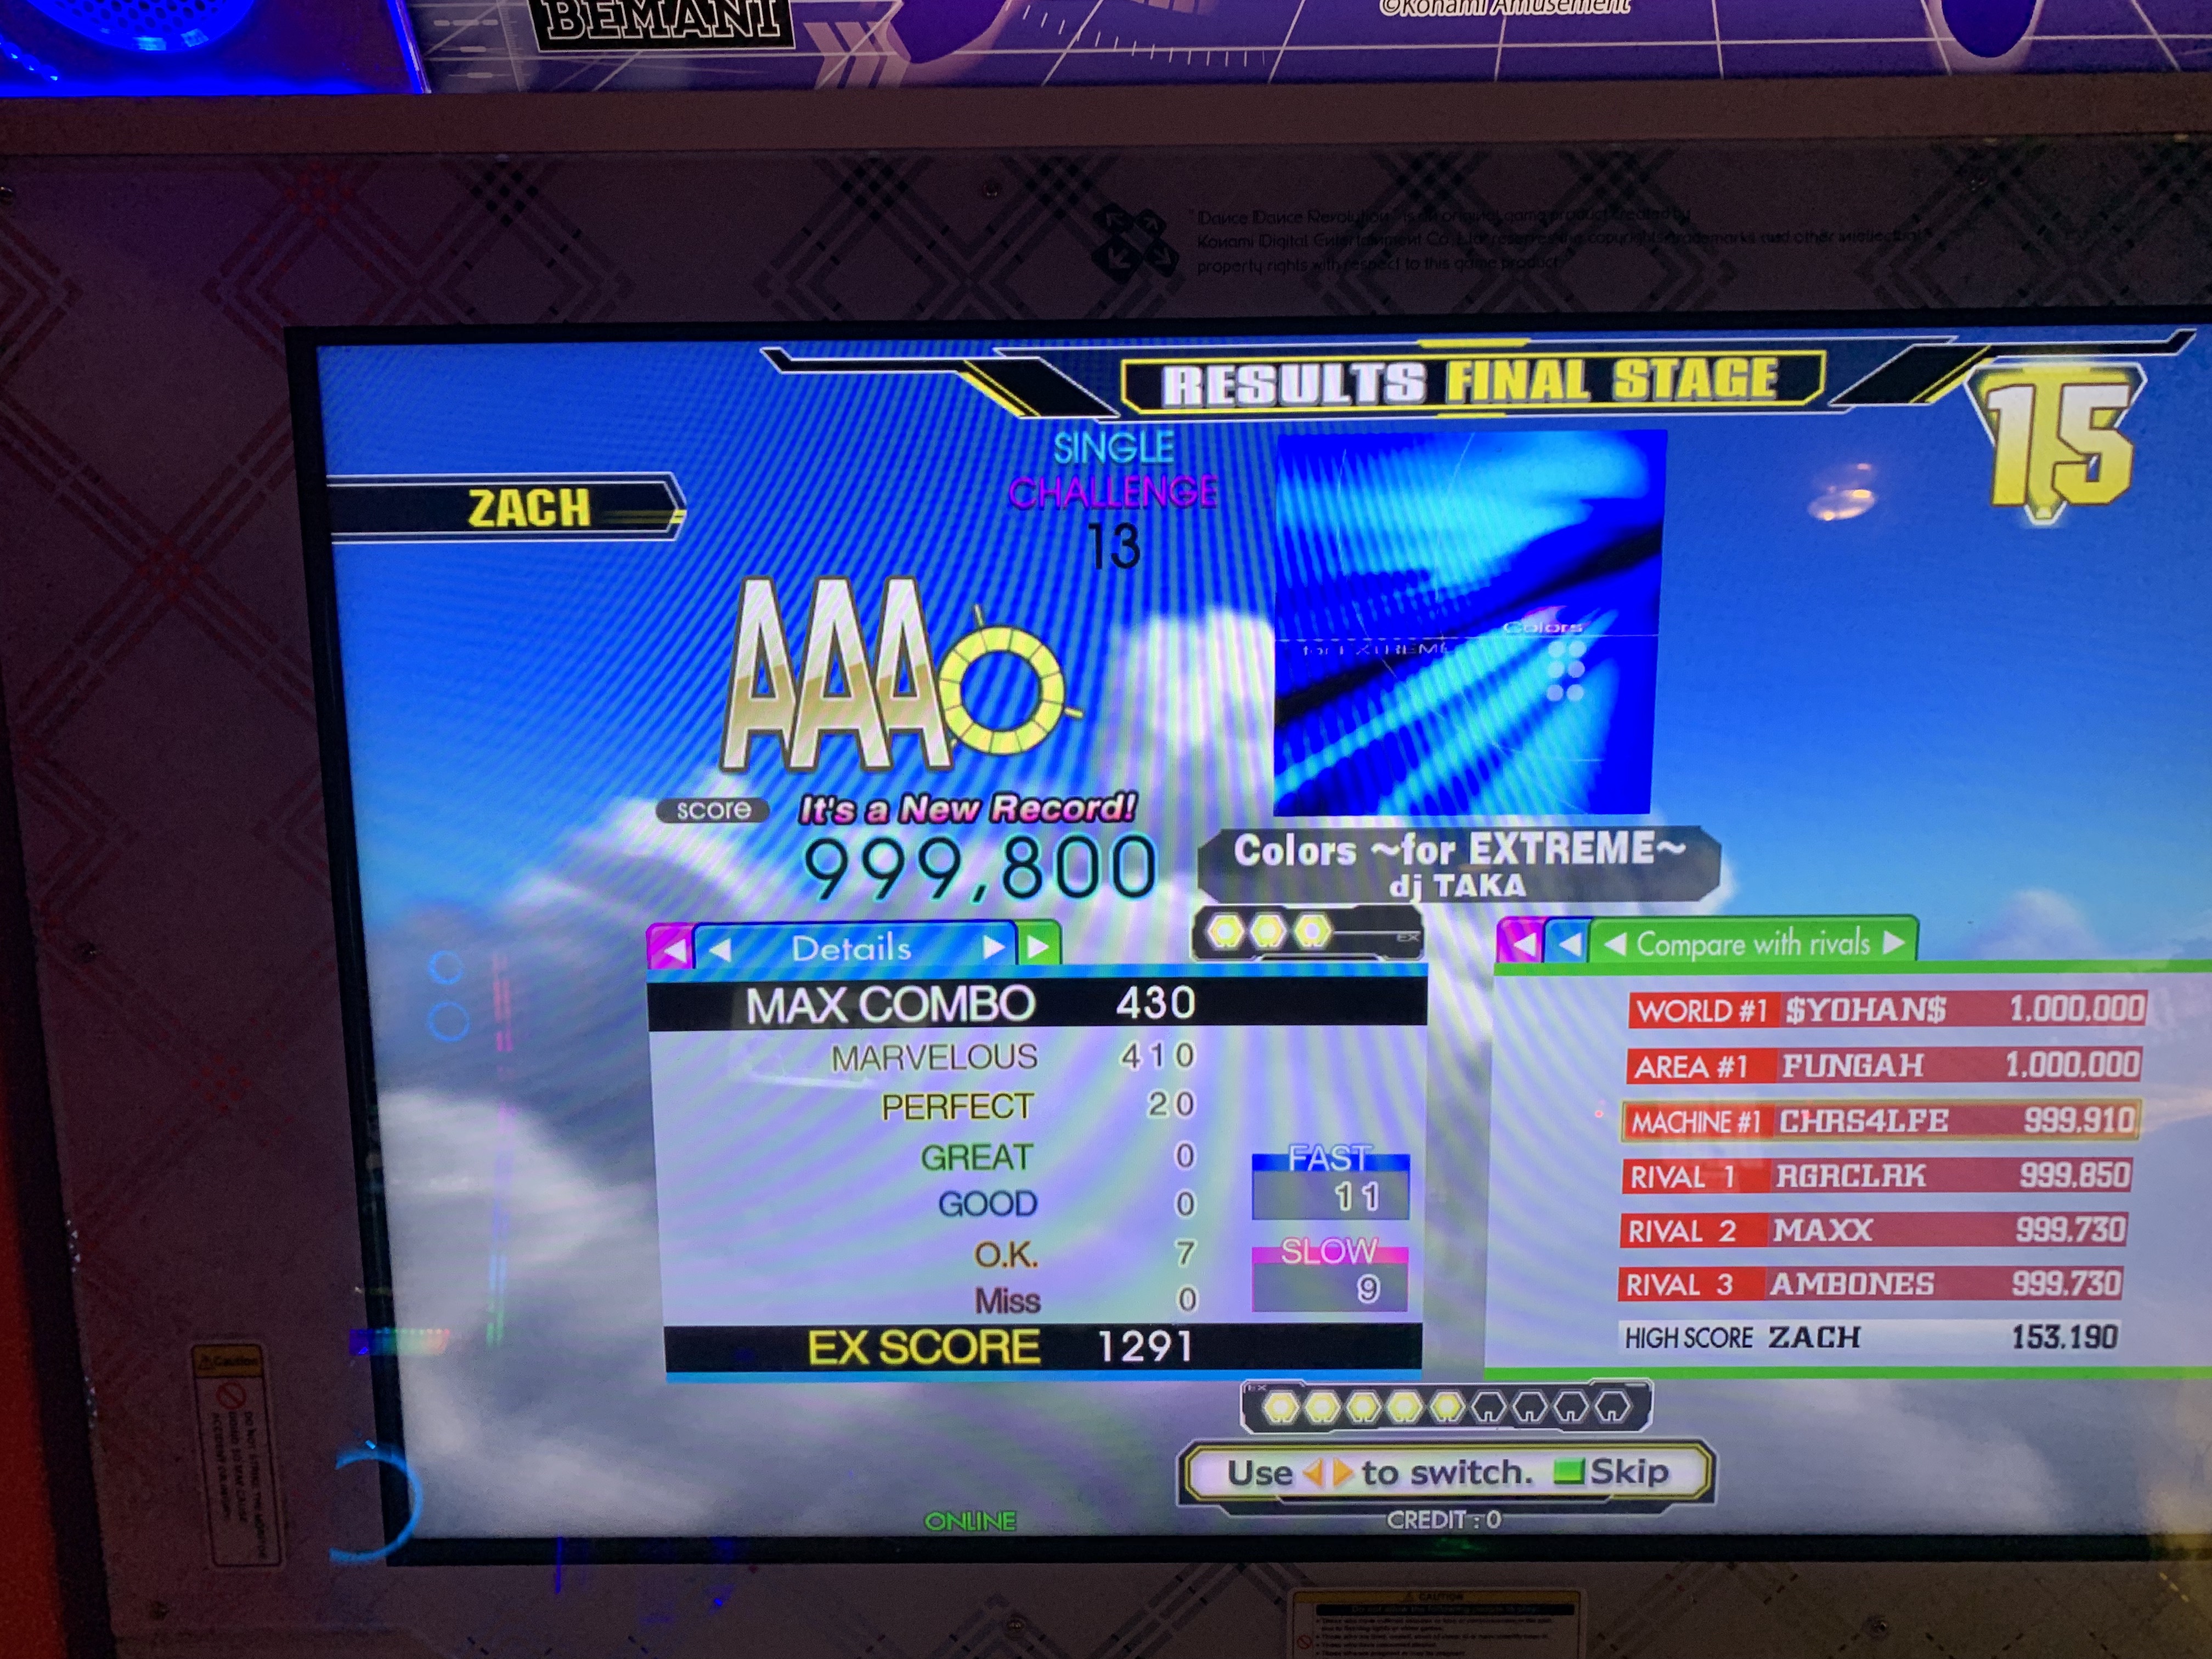 BEMANI
©Konami Amusement
"Dance Dance Revolution" is an original game product created by
Konami Digital Entertainment Co., Ltd. reserves the copyrights, trademarks and other intellectual
property rights with respect to this game product.
RESULTS FINAL STAGE
15
SINGLE
CHALLENGE
13
ZACH
AAA
Colors
for EXTREME
score
It's a New Record!
999,800
Colors ~for EXTREME~
dj TAKA
Details
EX
Compare with rivals
MAX COMBO 430
MARVELOUS 410
PERFECT 20
GREAT 0
GOOD 0
O.K. 7
Miss 0
EX SCORE 1291
FAST
11
SLOW
9
WORLD #1 $YOHAN$ 1.000.000
AREA #1 FUNGAH 1.000.000
MACHINE #1 CHRS4LFE 999.910
RIVAL 1 RGRCLRK 999.850
RIVAL 2 MAXX 999.730
RIVAL 3 AMBONES 999.730
HIGH SCORE ZACH 153.190
EX
Use to switch. Skip
ONLINE
CREDIT : 0
Caution
CAUTION